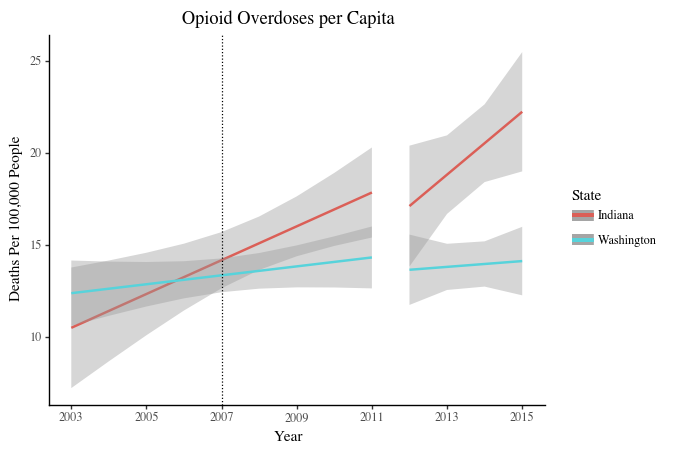 Opioid Overdoses per Capita
Deaths Per 100,000 People
25
20
15
10
2003 2005 2007 2009 2011 2013 2015
Year
State
Indiana
Washington